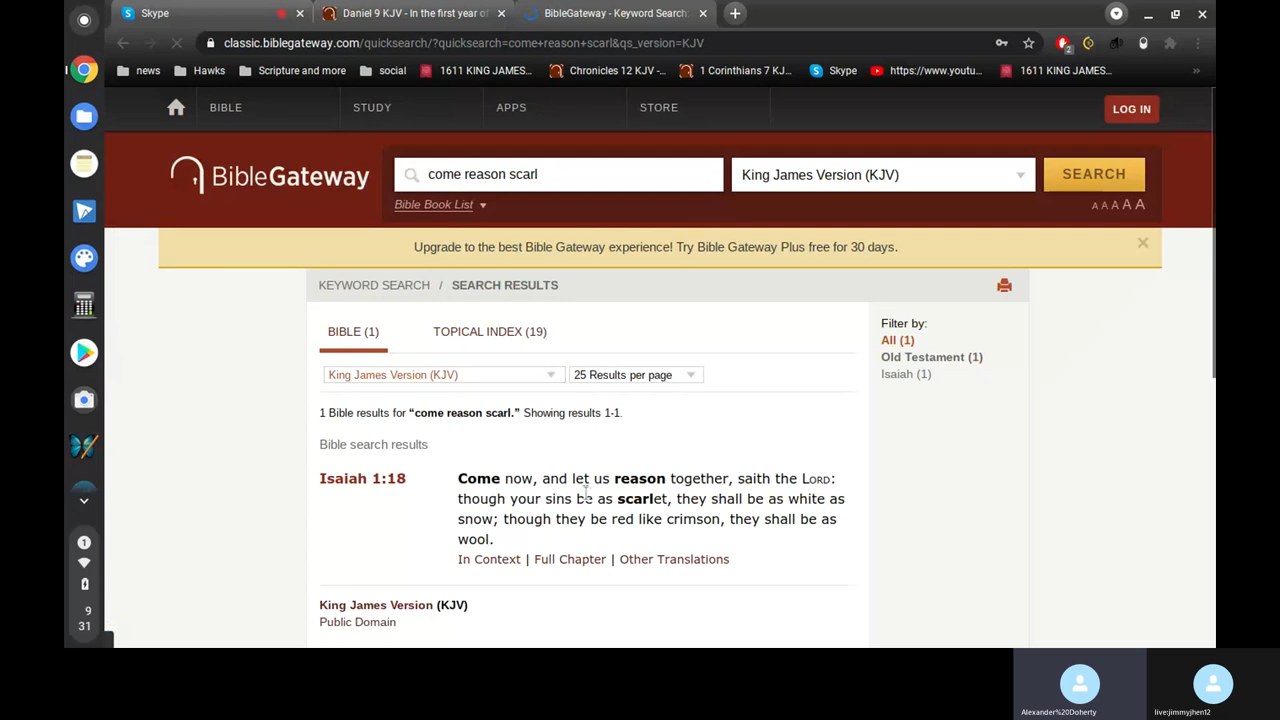 Skype
Daniel 9 KJV - In the first year of
BibleGateway - Keyword Search:
classic.biblegateway.com/quicksearch/?quicksearch=come+reason+scarl&qs_version=KJV
2
news
Hawks
Scripture and more
social
1611 KING JAMES...
Chronicles 12 KJV -...
1 Corinthians 7 KJ...
Skype
https://www.youtu...
1611 KING JAMES...
»
BIBLE
STUDY
APPS
STORE
LOG IN
BibleGateway
come reason scarl
King James Version (KJV)
SEARCH
Bible Book List
A A A A A
Upgrade to the best Bible Gateway experience! Try Bible Gateway Plus free for 30 days.
KEYWORD SEARCH / SEARCH RESULTS
BIBLE (1)
TOPICAL INDEX (19)
Filter by:
All (1)
Old Testament (1)
Isaiah (1)
King James Version (KJV)
25 Results per page
1 Bible results for “come reason scarl.” Showing results 1-1.
Bible search results
Isaiah 1:18
Come now, and let us reason together, saith the LORD:
though your sins be as scarlet, they shall be as white as
snow; though they be red like crimson, they shall be as
wool.
In Context | Full Chapter | Other Translations
King James Version (KJV)
Public Domain
1
9
31
Alexander%20Doherty
live:jimmyjhen12